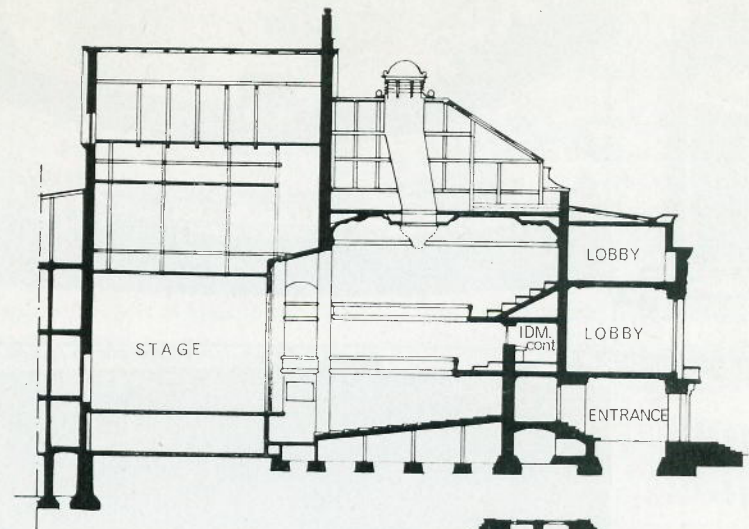 LOBBY
STAGE
IDM.
cont
LOBBY
ENTRANCE